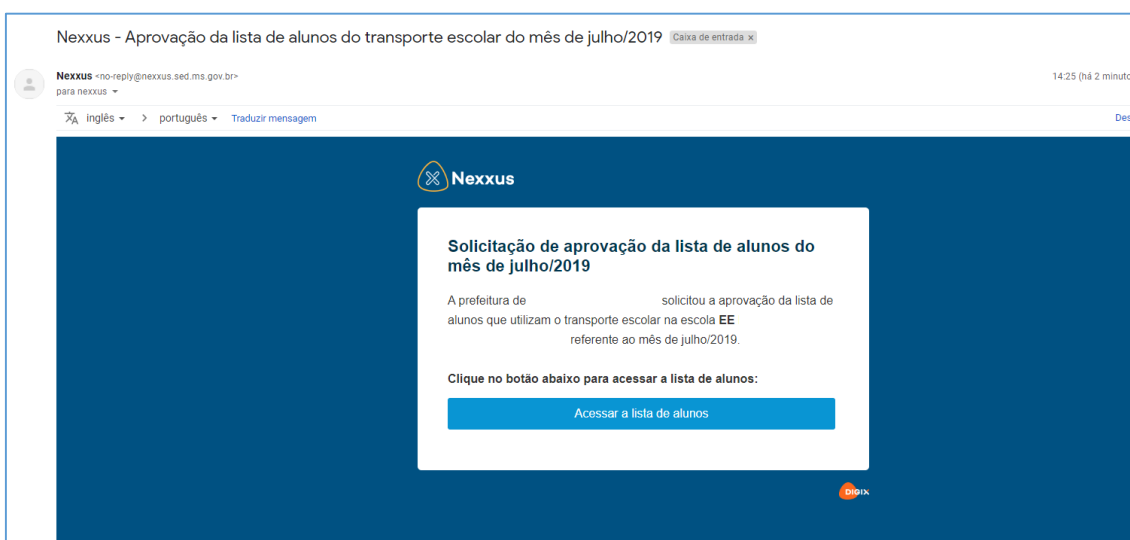 Nexxus - Aprovação da lista de alunos do transporte escolar do mês de julho/2019 Caixa de entrada x
Nexxus <no-reply@nexxus.sed.ms.gov.br> 14:25 (há 2 minuto
para nexxus
inglês > português Traduzir mensagem Des
Nexxus
Solicitação de aprovação da lista de alunos do
mês de julho/2019
A prefeitura de solicitou a aprovação da lista de
alunos que utilizam o transporte escolar na escola EE
referente ao mês de julho/2019.
Clique no botão abaixo para acessar a lista de alunos:
Acessar a lista de alunos
DIGIX